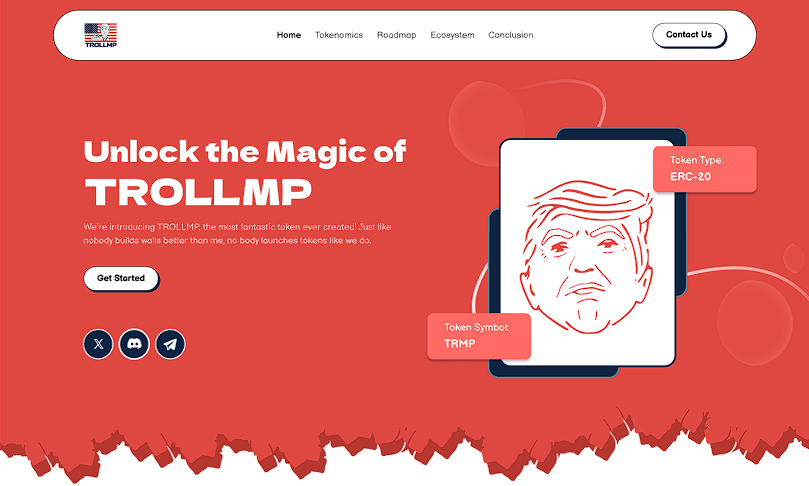 TROLLMP
Home Tokenomics Roadmap Ecosystem Conclusion
Contact Us
Unlock the Magic of
TROLLMP
We're introducing TROLLMP, the most fantastic token ever created! Just like
nobody builds walls better than me, no body launches tokens like we do.
Get Started
Token Type:
ERC-20
Token Symbol:
TRMP